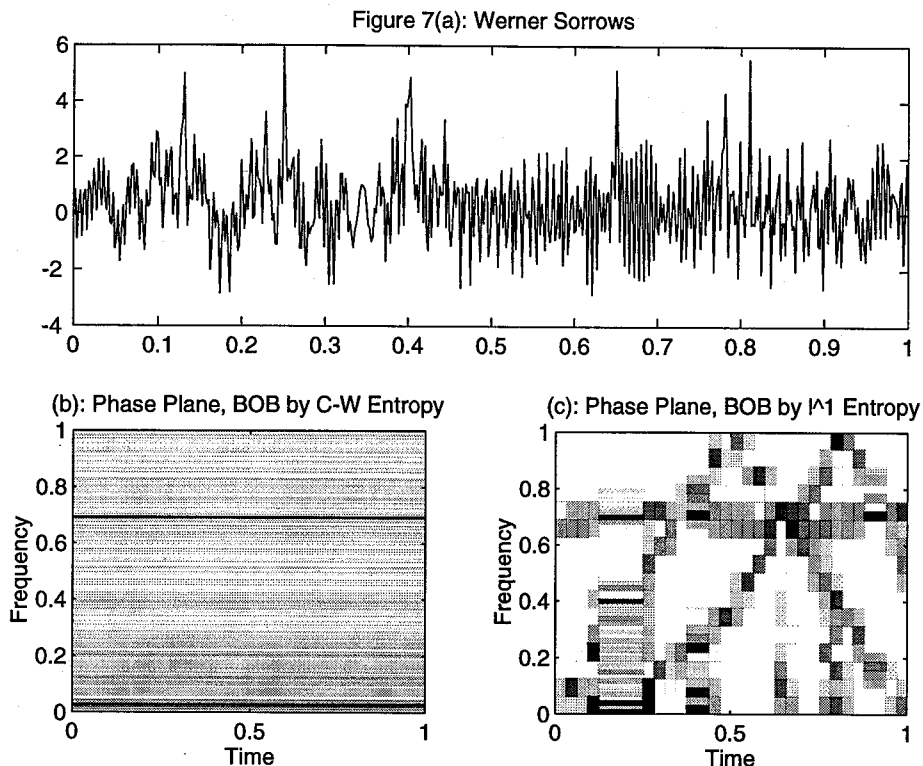 Figure 7(a): Werner Sorrows
6
4
2
0
-2
-4
0 0.1 0.2 0.3 0.4 0.5 0.6 0.7 0.8 0.9 1
(b): Phase Plane, BOB by C-W Entropy
1
0.8
0.6
0.4
0.2
0
Frequency
0 0.5 1
Time
(c): Phase Plane, BOB by l^1 Entropy
1
0.8
0.6
0.4
0.2
0
Frequency
0 0.5 1
Time